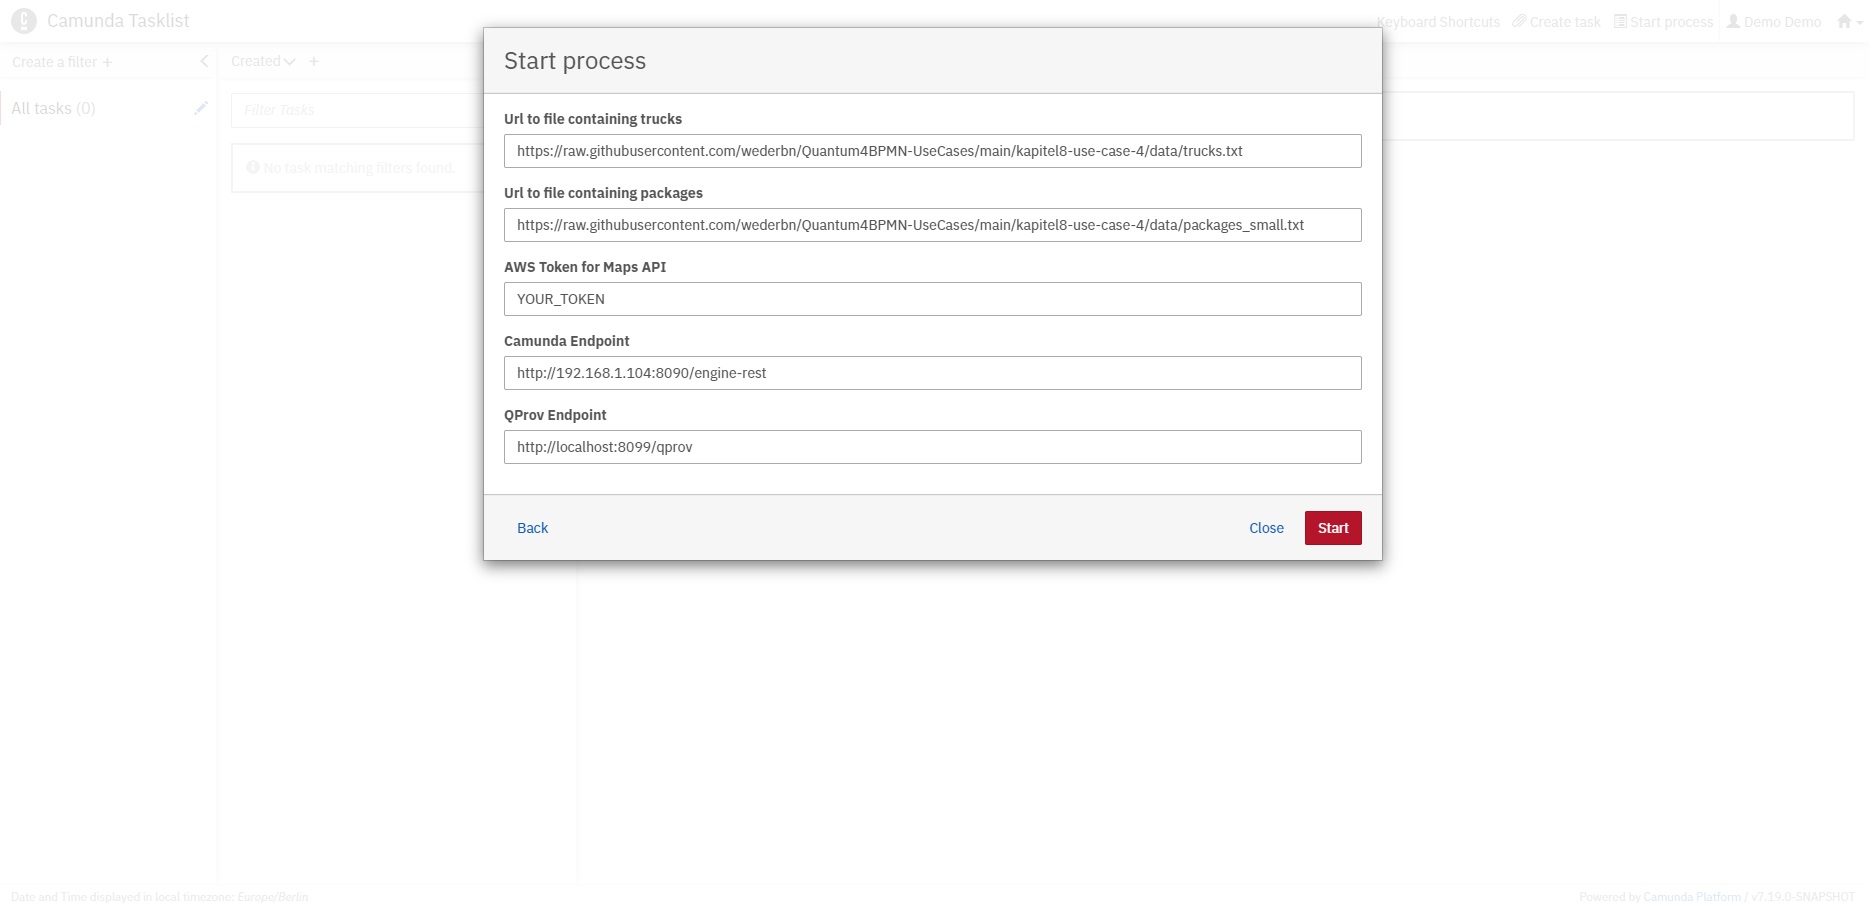 Camunda Tasklist
Keyboard Shortcuts Create task Start process Demo Demo
Create a filter +
Created +
All tasks (0)
Filter Tasks
No task matching filters found.
Start process
Url to file containing trucks
https://raw.githubusercontent.com/wederbn/Quantum4BPMN-UseCases/main/kapitel8-use-case-4/data/trucks.txt
Url to file containing packages
https://raw.githubusercontent.com/wederbn/Quantum4BPMN-UseCases/main/kapitel8-use-case-4/data/packages_small.txt
AWS Token for Maps API
YOUR_TOKEN
Camunda Endpoint
http://192.168.1.104:8090/engine-rest
QProv Endpoint
http://localhost:8099/qprov
Back Close Start
Date and Time displayed in local timezone: Europe/Berlin
Powered by Camunda Platform / v7.19.0-SNAPSHOT